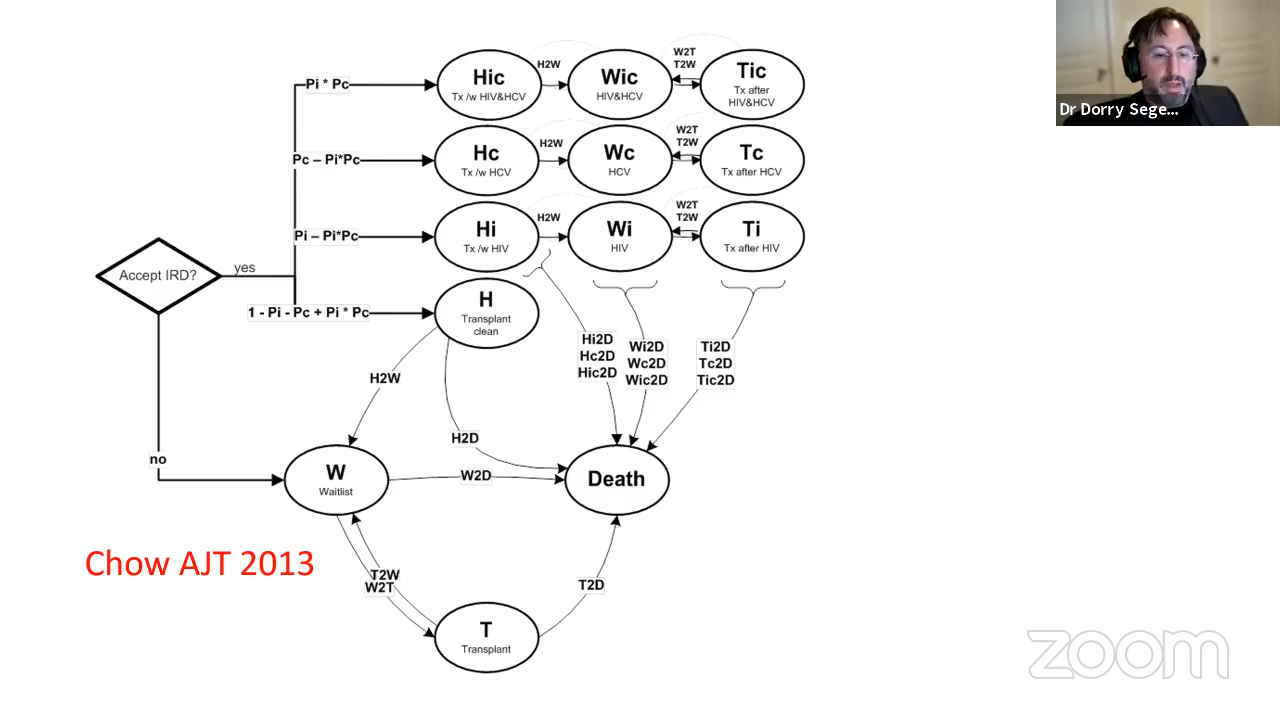 Dr Dorry Sege...
Pi * Pc
Hic
Tx /w HIV&HCV
H2W
Wic
HIV&HCV
W2T
T2W
Tic
Tx after
HIV&HCV
Pc – Pi*Pc
Hc
Tx /w HCV
H2W
Wc
HCV
W2T
T2W
Tc
Tx after HCV
Pi – Pi*Pc
Hi
Tx /w HIV
H2W
Wi
HIV
W2T
T2W
Ti
Tx after HIV
Accept IRD?
yes
1 - Pi - Pc + Pi * Pc
H
Transplant
clean
Hi2D
Hc2D
Hic2D
Wi2D
Wc2D
Wic2D
Ti2D
Tc2D
Tic2D
H2W
H2D
no
W
Waitlist
W2D
Death
Chow AJT 2013
T2W
W2T
T2D
T
Transplant
zoom